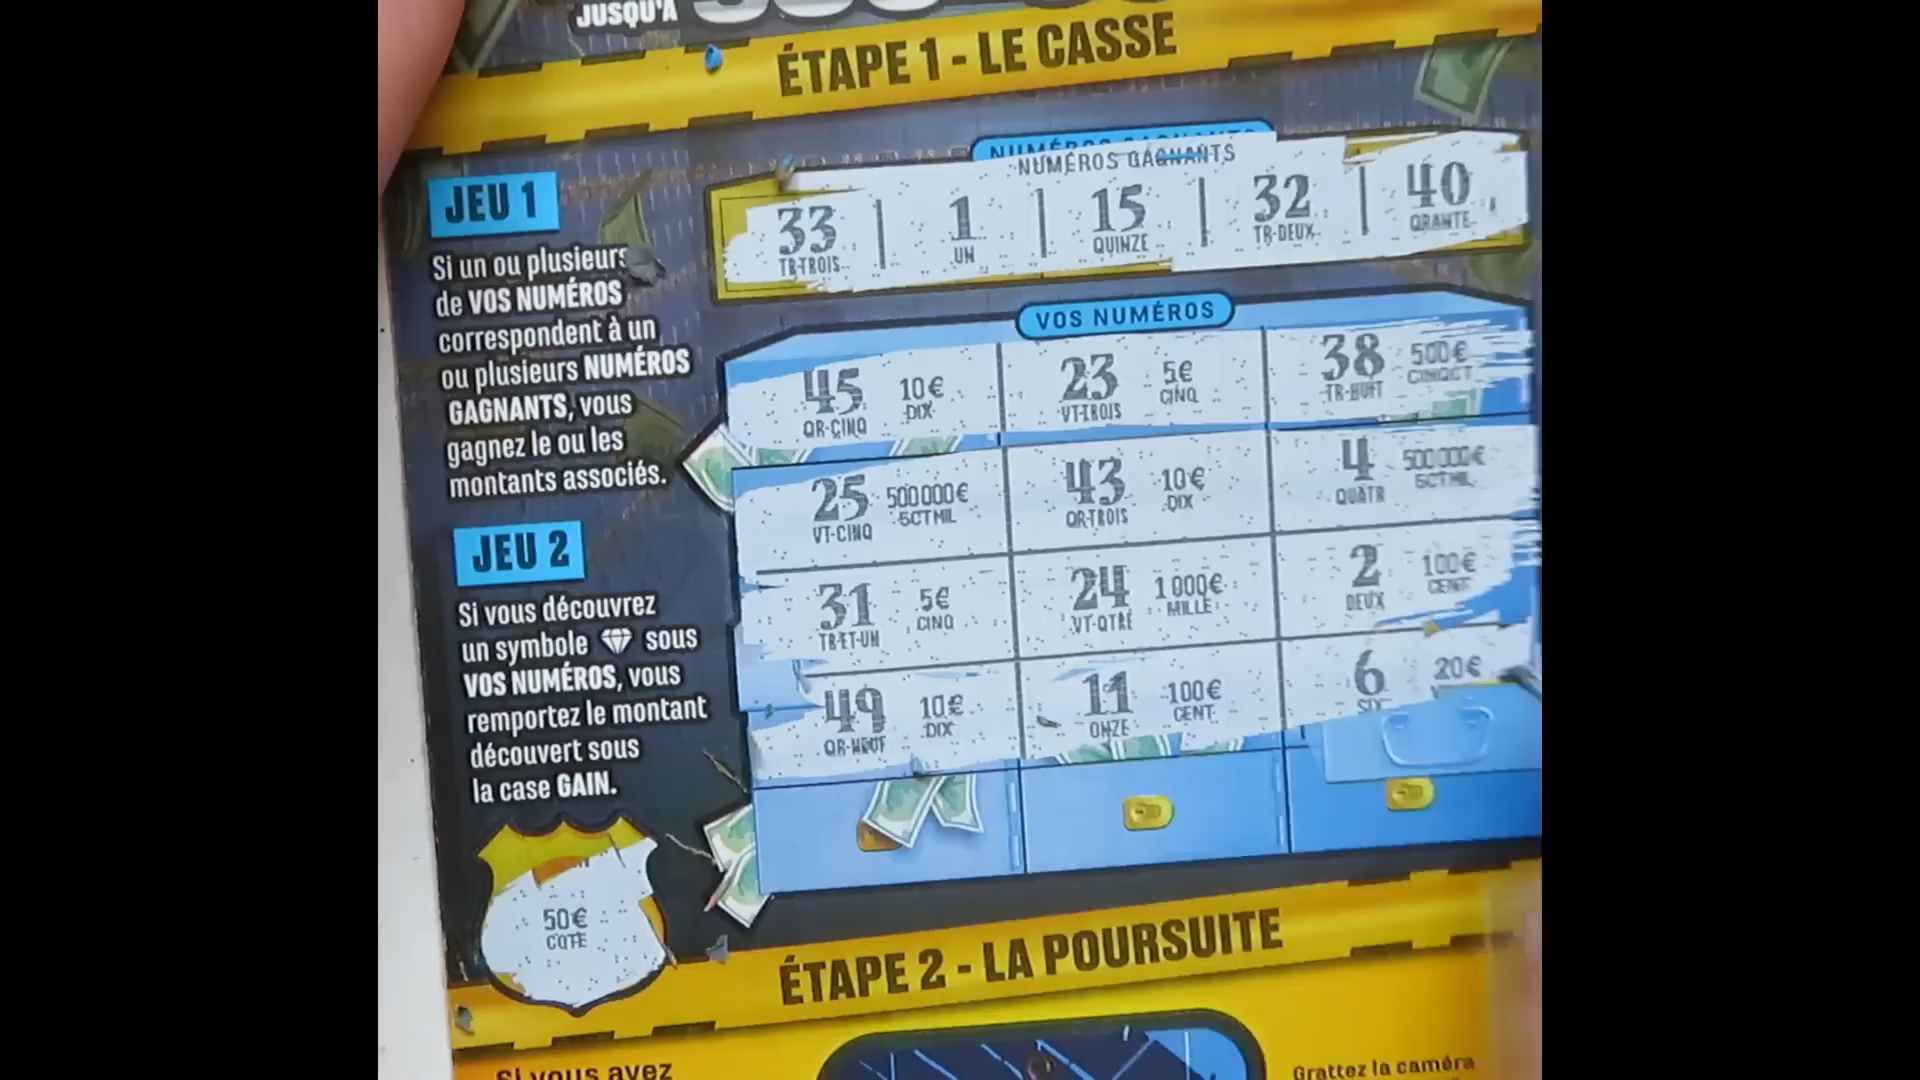 JUSQU'À
ÉTAPE 1 - LE CASSE
NUMÉROS GAGNANTS
NUMÉROS GAGNANTS
33 1 15 32 40
TR-TROIS UN QUINZE TR-DEUX QRANTE
JEU 1
Si un ou plusieurs
de VOS NUMÉROS
correspondent à un
ou plusieurs NUMÉROS
GAGNANTS, vous
gagnez le ou les
montants associés.
VOS NUMÉROS
45 10€ 23 5€ 38 500€
QR-CINQ DIX VT-TROIS CINQ TR-HUIT CINQCT
25 500 000€ 43 10€ 4 500 000€
VT-CINQ 5CTMIL QR-TROIS DIX QUATR 5CTMIL
31 5€ 24 1 000€ 2 100€
TR-ET-UN CINQ VT-QTRE MILLE DEUX CENT
49 10€ 11 100€ 6 20€
QR-NEUF DIX ONZE CENT SIX
JEU 2
Si vous découvrez
un symbole sous
VOS NUMÉROS, vous
remportez le montant
découvert sous
la case GAIN.
50€
CQTE
ÉTAPE 2 - LA POURSUITE
Si vous avez
Grattez la caméra